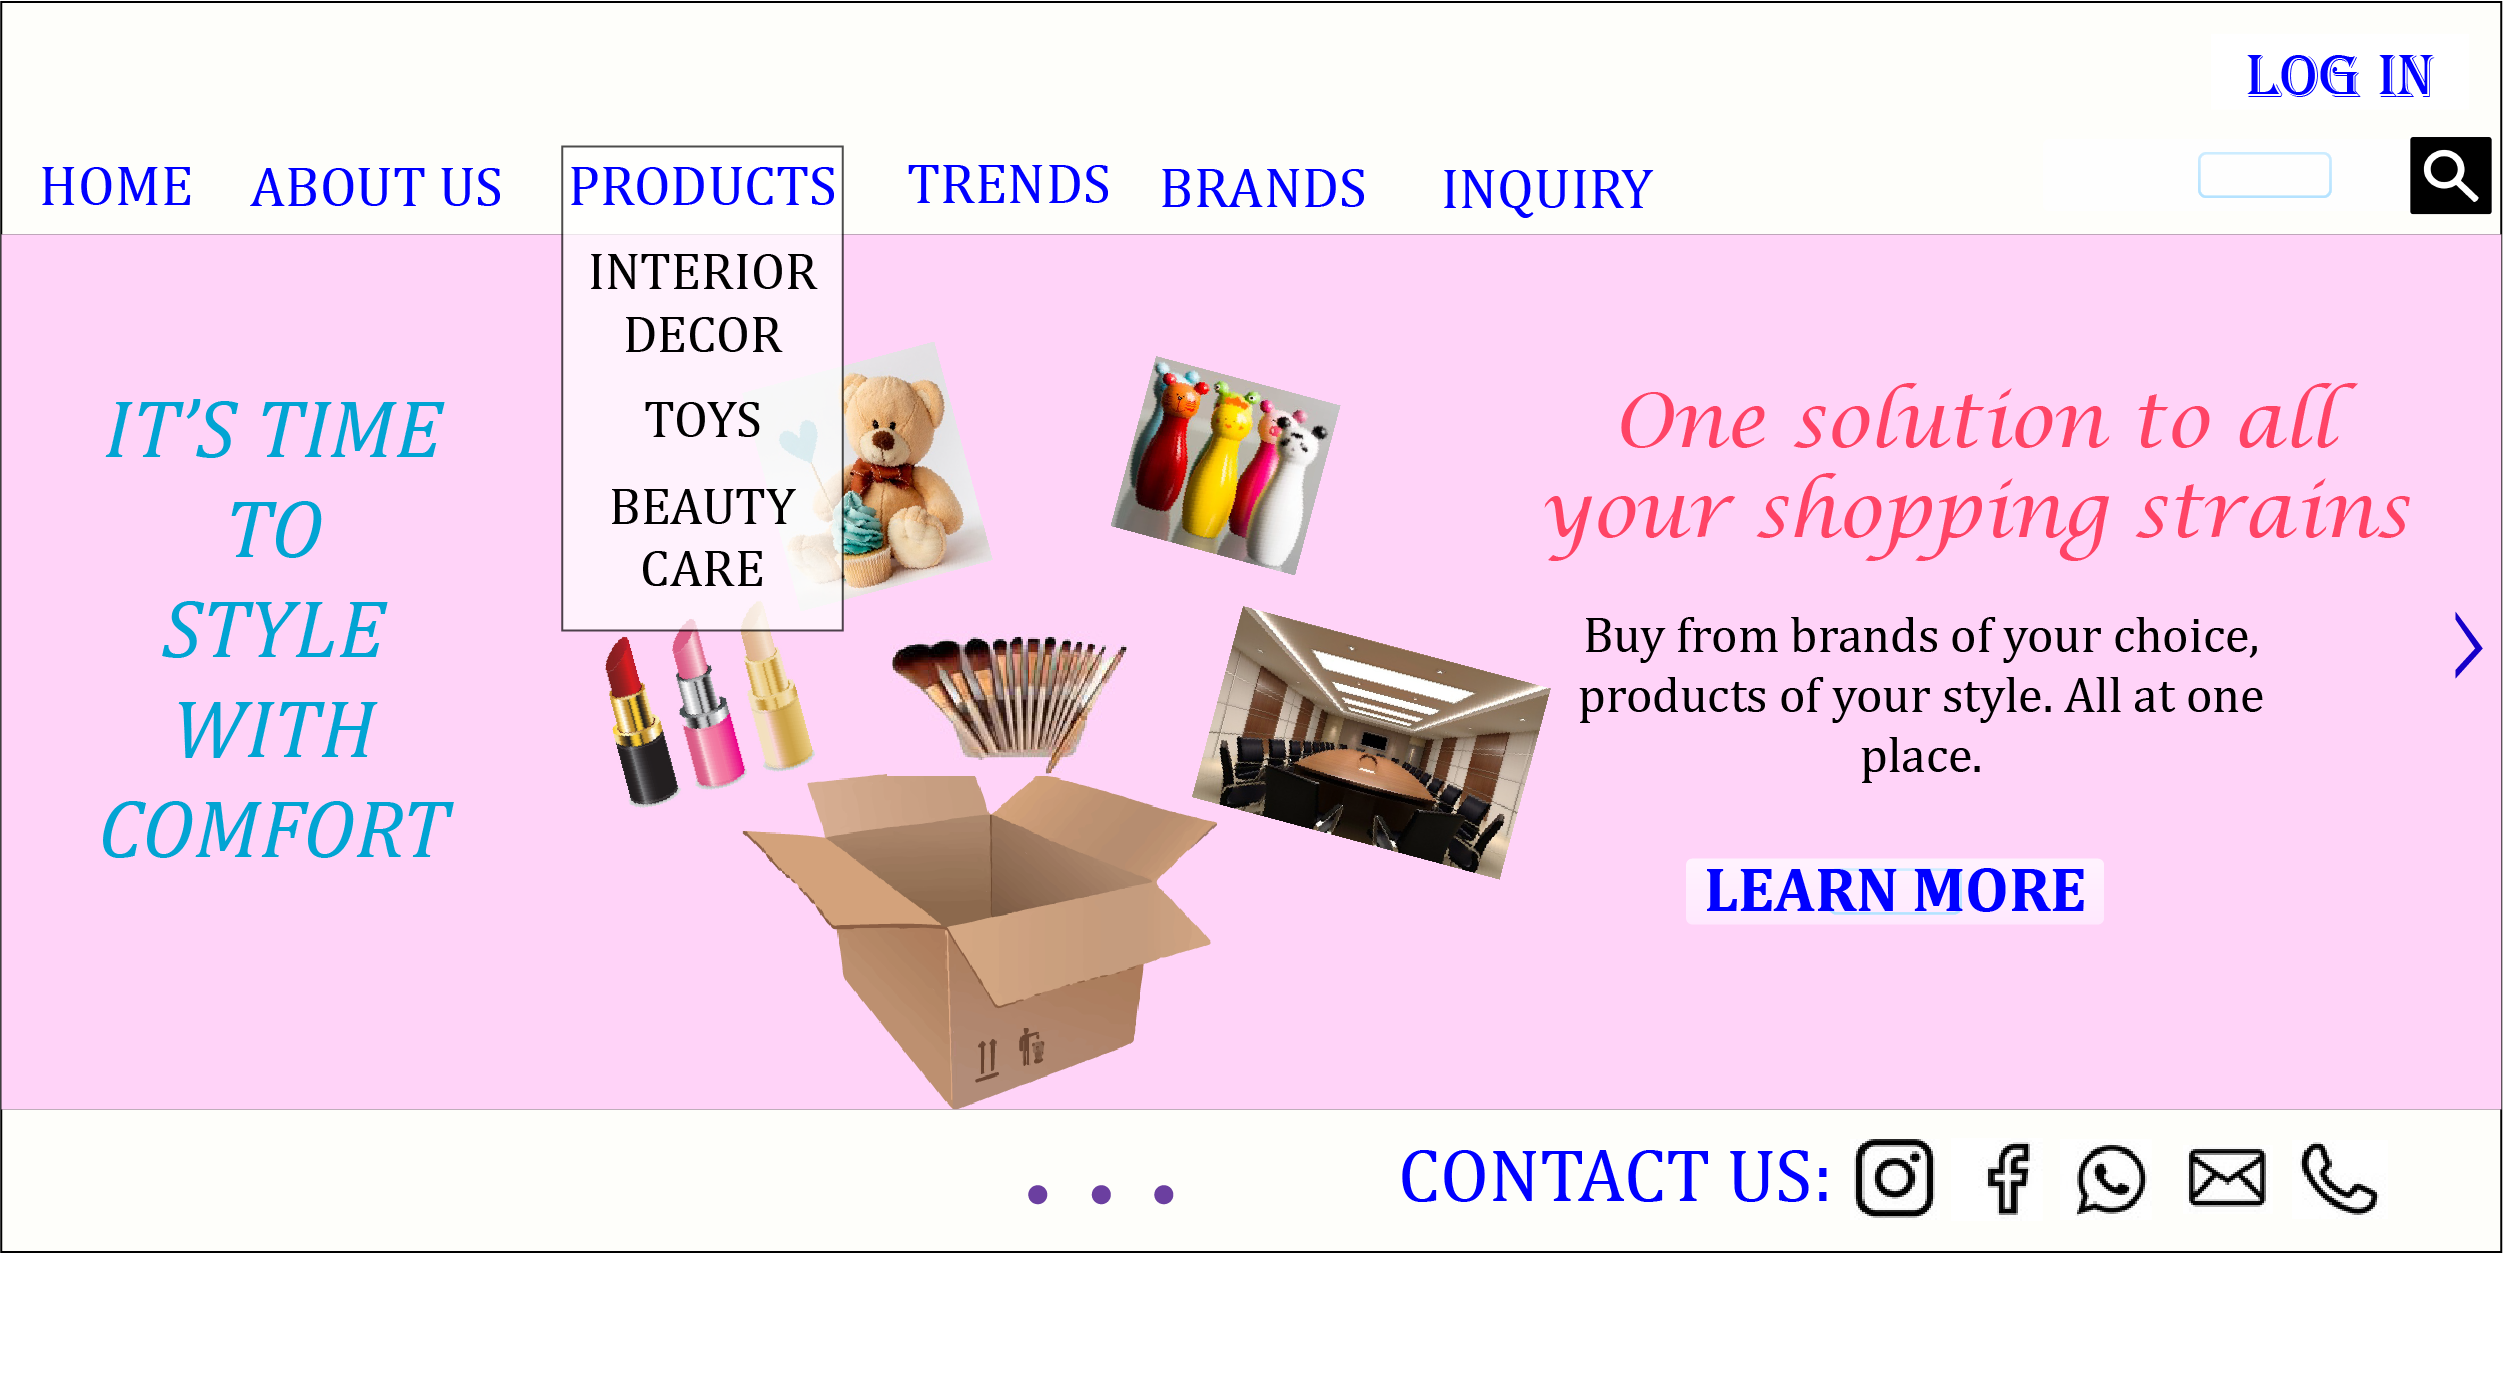 LOG IN
HOME ABOUT US PRODUCTS TRENDS BRANDS INQUIRY
INTERIOR
DECOR
TOYS
BEAUTY
CARE
IT’S TIME
TO
STYLE
WITH
COMFORT
One solution to all
your shopping strains
Buy from brands of your choice,
products of your style. All at one
place.
LEARN MORE
CONTACT US: